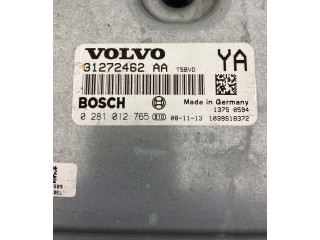 VOLVO
31272462 AA TSBVD
YA
BOSCH
Made in Germany
1375 0594
0 281 012 765 08-11-13 1039S18372